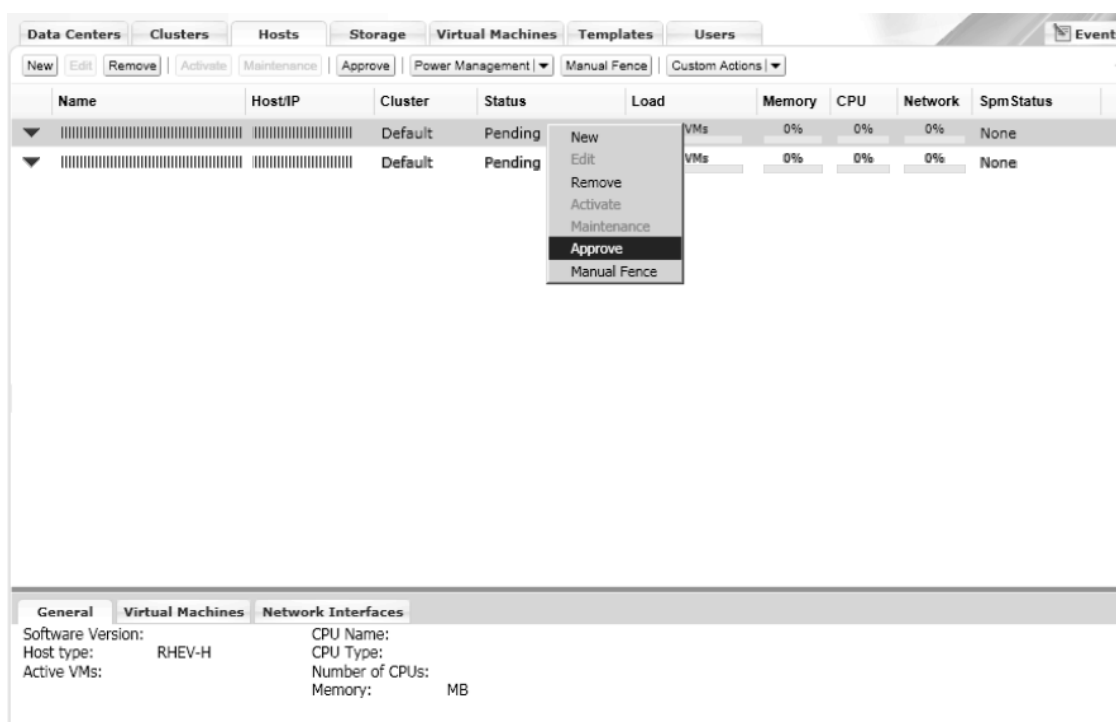 Data Centers Clusters Hosts Storage Virtual Machines Templates Users Event
New Edit Remove Activate Maintenance Approve Power Management Manual Fence Custom Actions
Name Host/IP Cluster Status Load Memory CPU Network SpmStatus
Default Pending VMs 0% 0% 0% None
Default Pending VMs 0% 0% 0% None
New
Edit
Remove
Activate
Maintenance
Approve
Manual Fence
General Virtual Machines Network Interfaces
Software Version: CPU Name:
Host type: RHEV-H CPU Type:
Active VMs: Number of CPUs:
Memory: MB